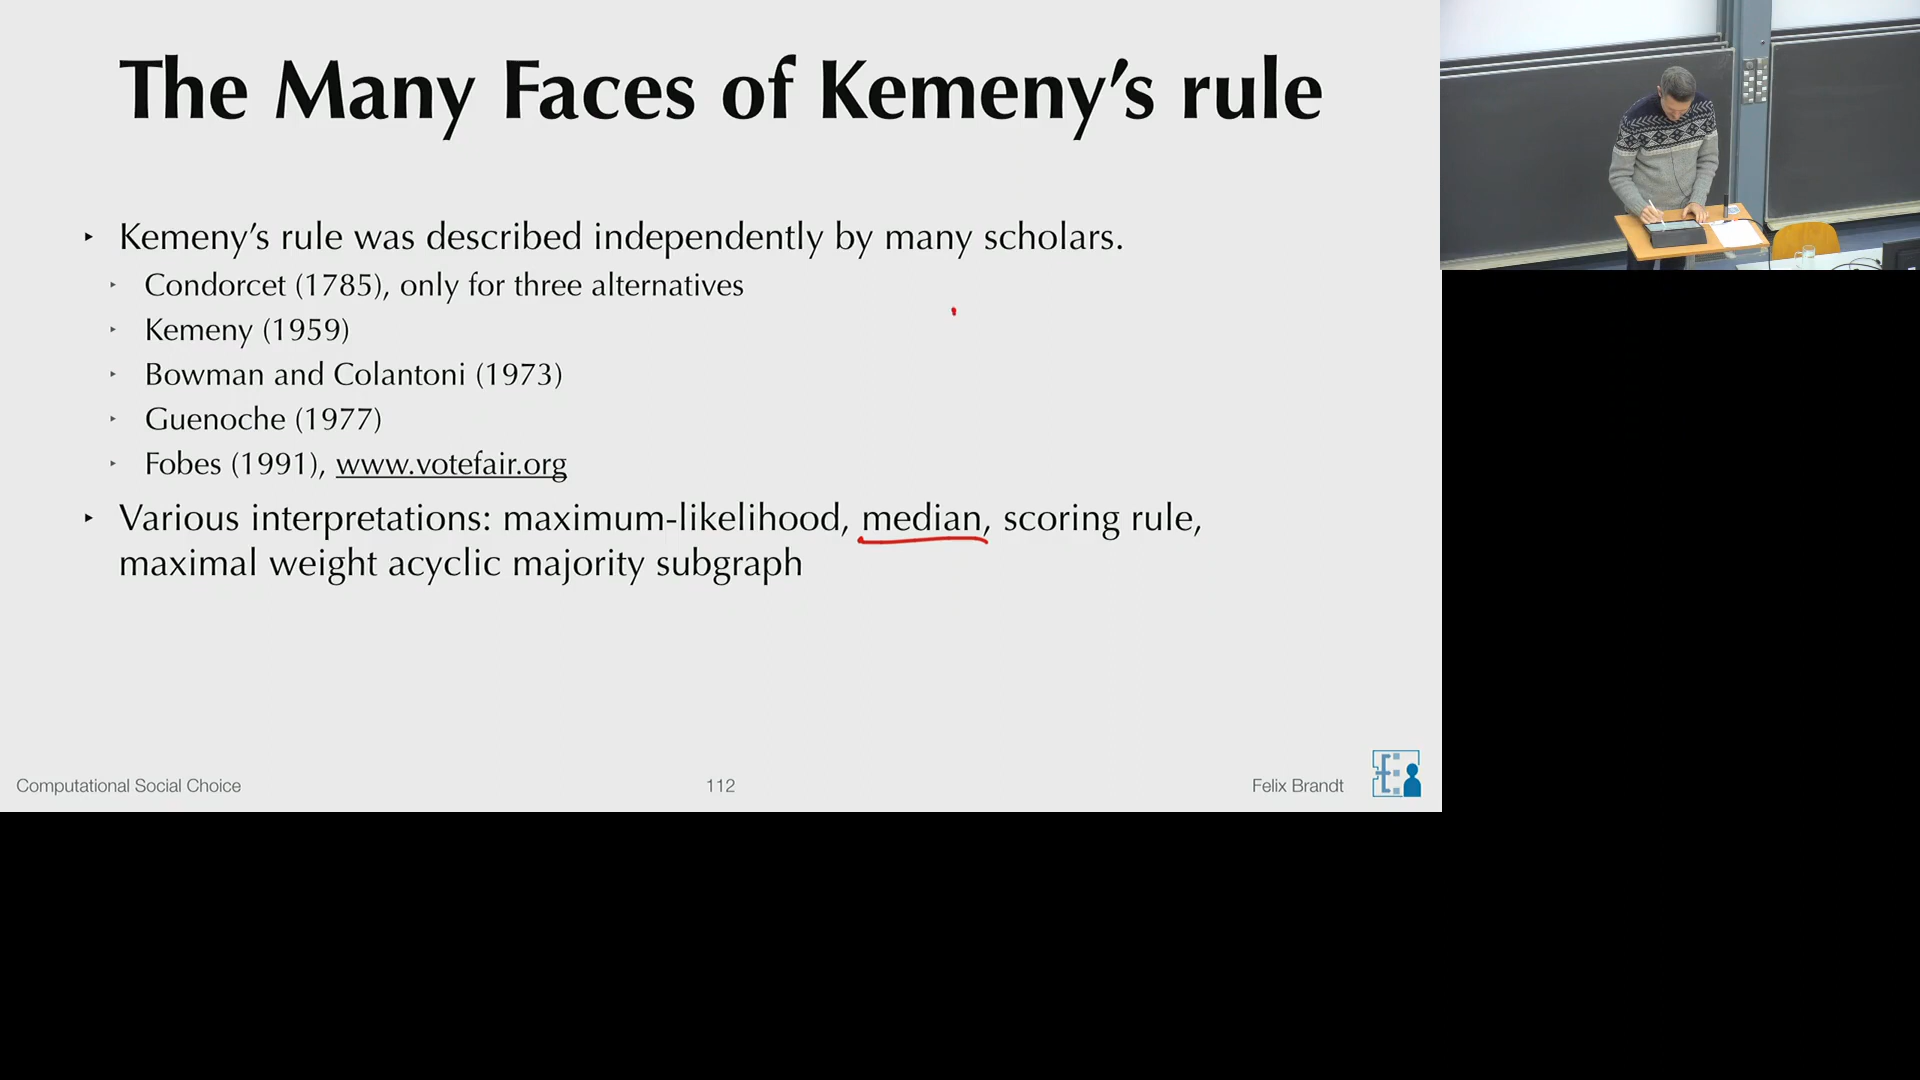 The Many Faces of Kemeny's rule
‣ Kemeny's rule was described independently by many scholars.
‣ Condorcet (1785), only for three alternatives
‣ Kemeny (1959)
‣ Bowman and Colantoni (1973)
‣ Guenoche (1977)
‣ Fobes (1991), www.votefair.org
‣ Various interpretations: maximum-likelihood, median, scoring rule,
maximal weight acyclic majority subgraph
Computational Social Choice
112
Felix Brandt